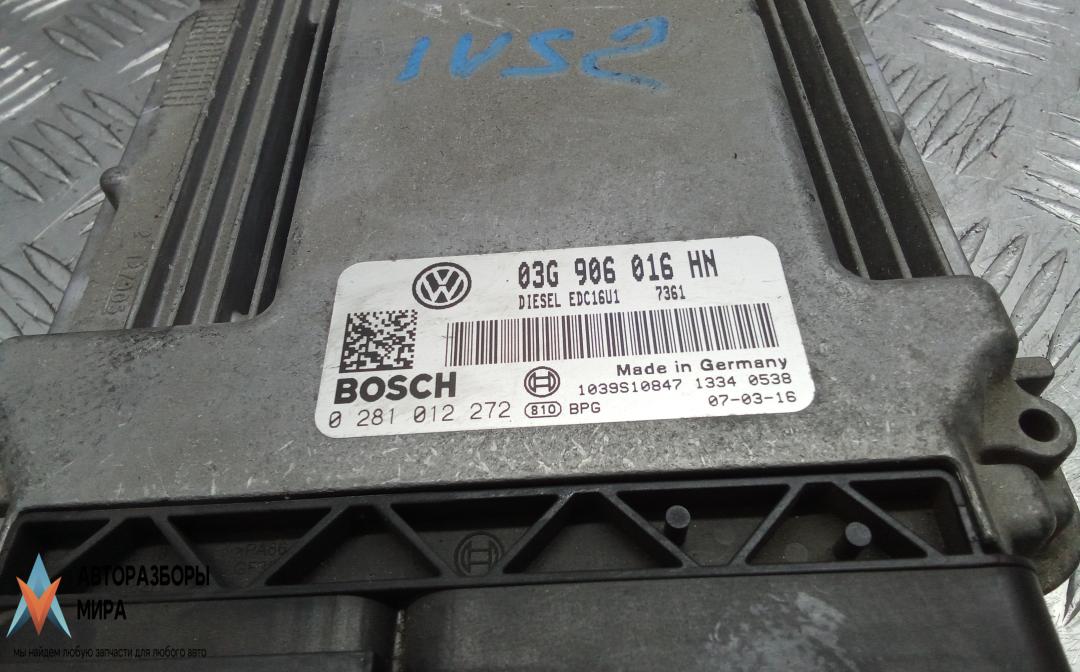 03G 906 016 HN
DIESEL EDC16U1 7361
Made in Germany
BOSCH
1039S10847 1334 0538
0 281 012 272 810 BPG
07-03-16
>PA66
АВТОРАЗБОРЫ
МИРА
мы найдем любую запчасти для любого авто